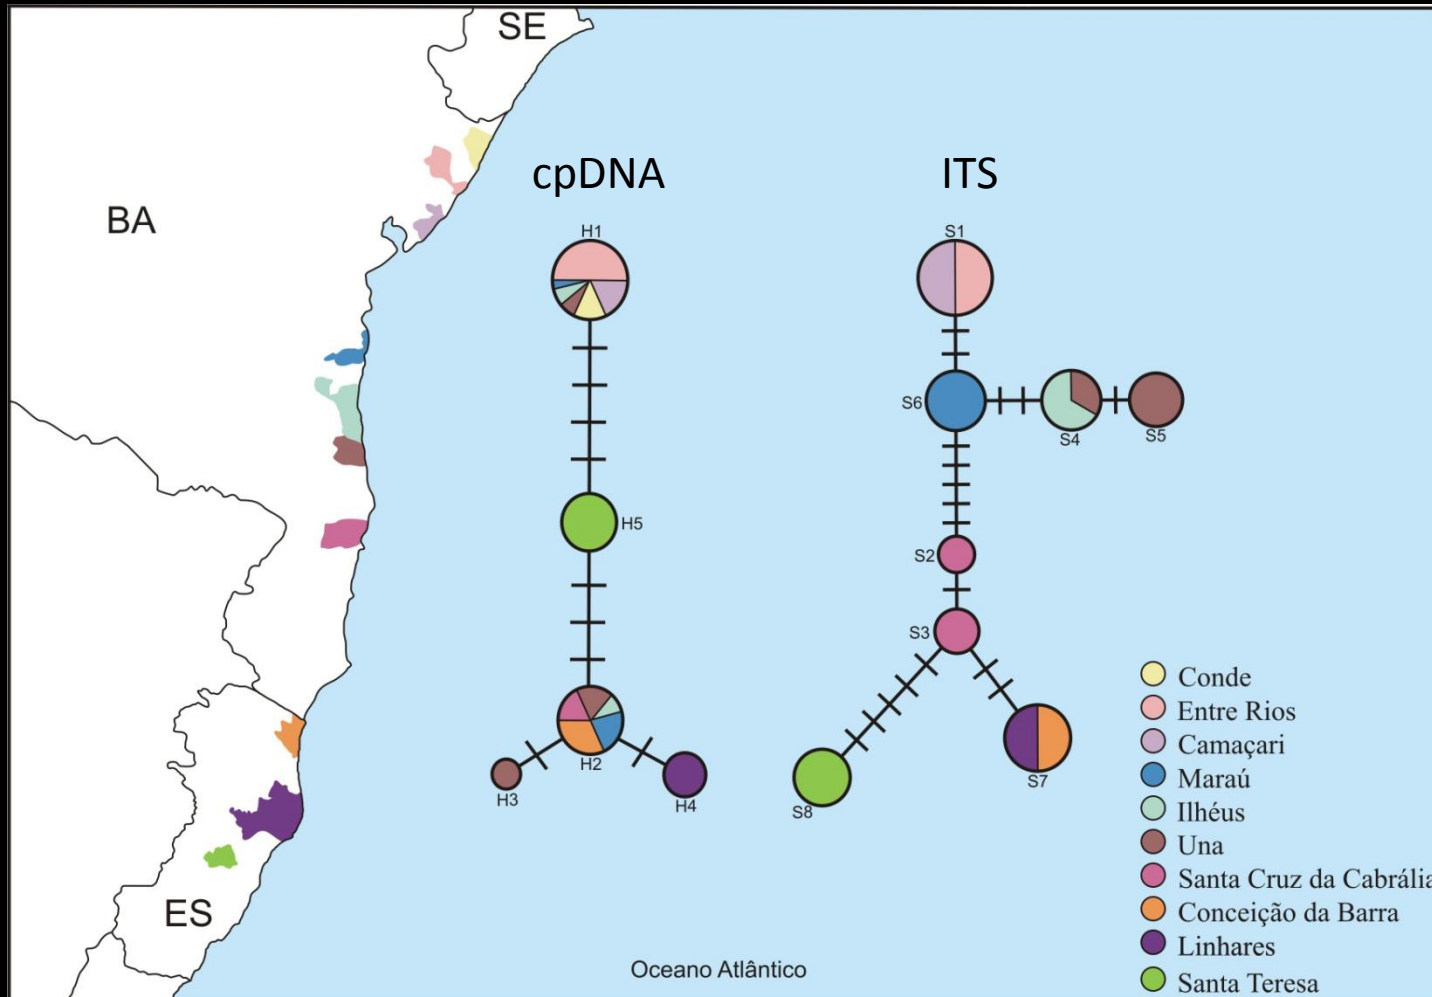 SE
BA
ES
cpDNA
H1
H5
H2
H3
H4
ITS
S1
S6
S4
S5
S2
S3
S8
S7
Conde
Entre Rios
Camaçari
Maraú
Ilhéus
Una
Santa Cruz da Cabrália
Conceição da Barra
Linhares
Santa Teresa
Oceano Atlântico